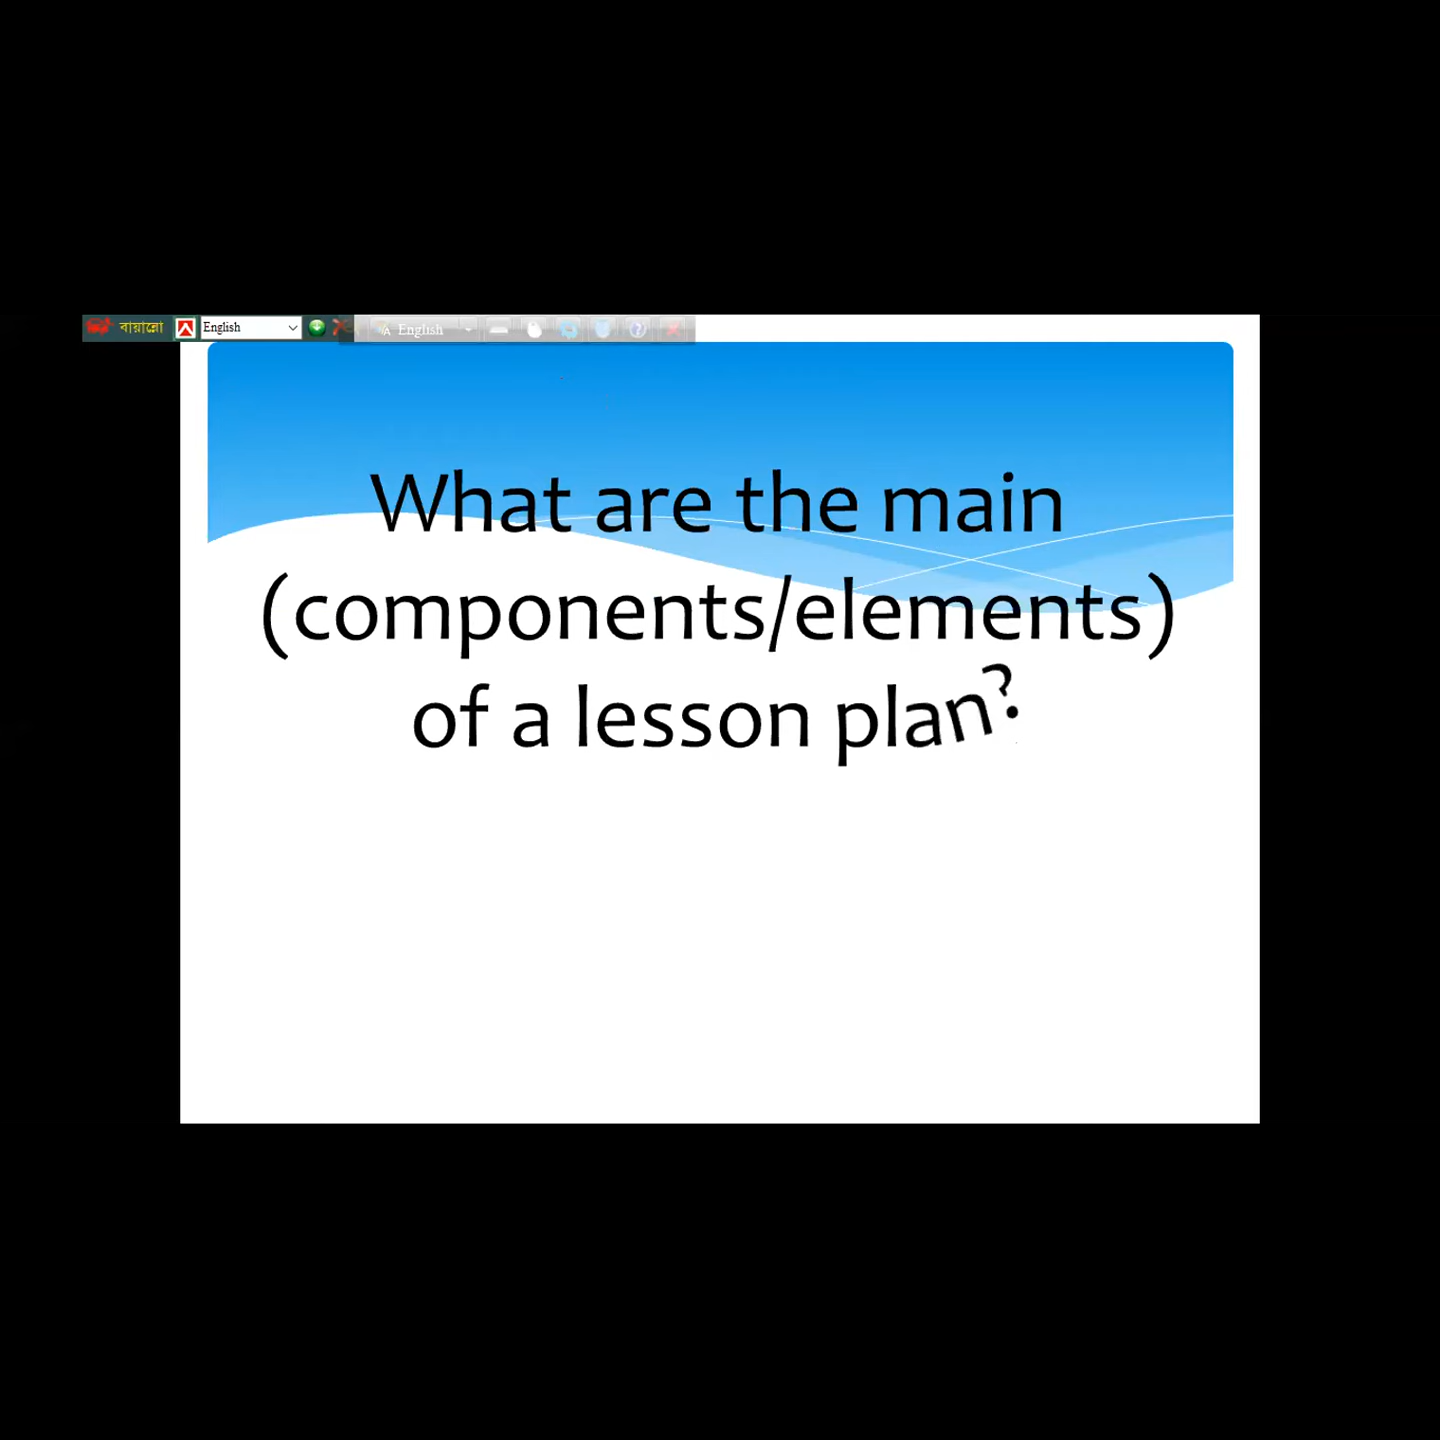 বায়ান্নো English English
What are the main
(components/elements)
of a lesson plan?